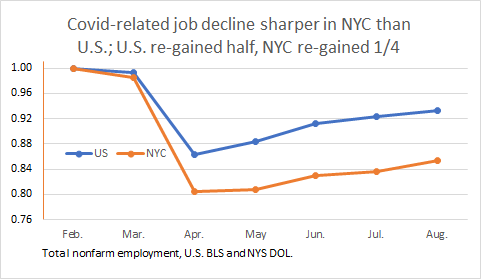 Covid-related job decline sharper in NYC than
U.S.; U.S. re-gained half, NYC re-gained 1/4
1.00
0.96
0.92
0.88
0.84
0.80
0.76
US NYC
Feb. Mar. Apr. May Jun. Jul. Aug.
Total nonfarm employment, U.S. BLS and NYS DOL.